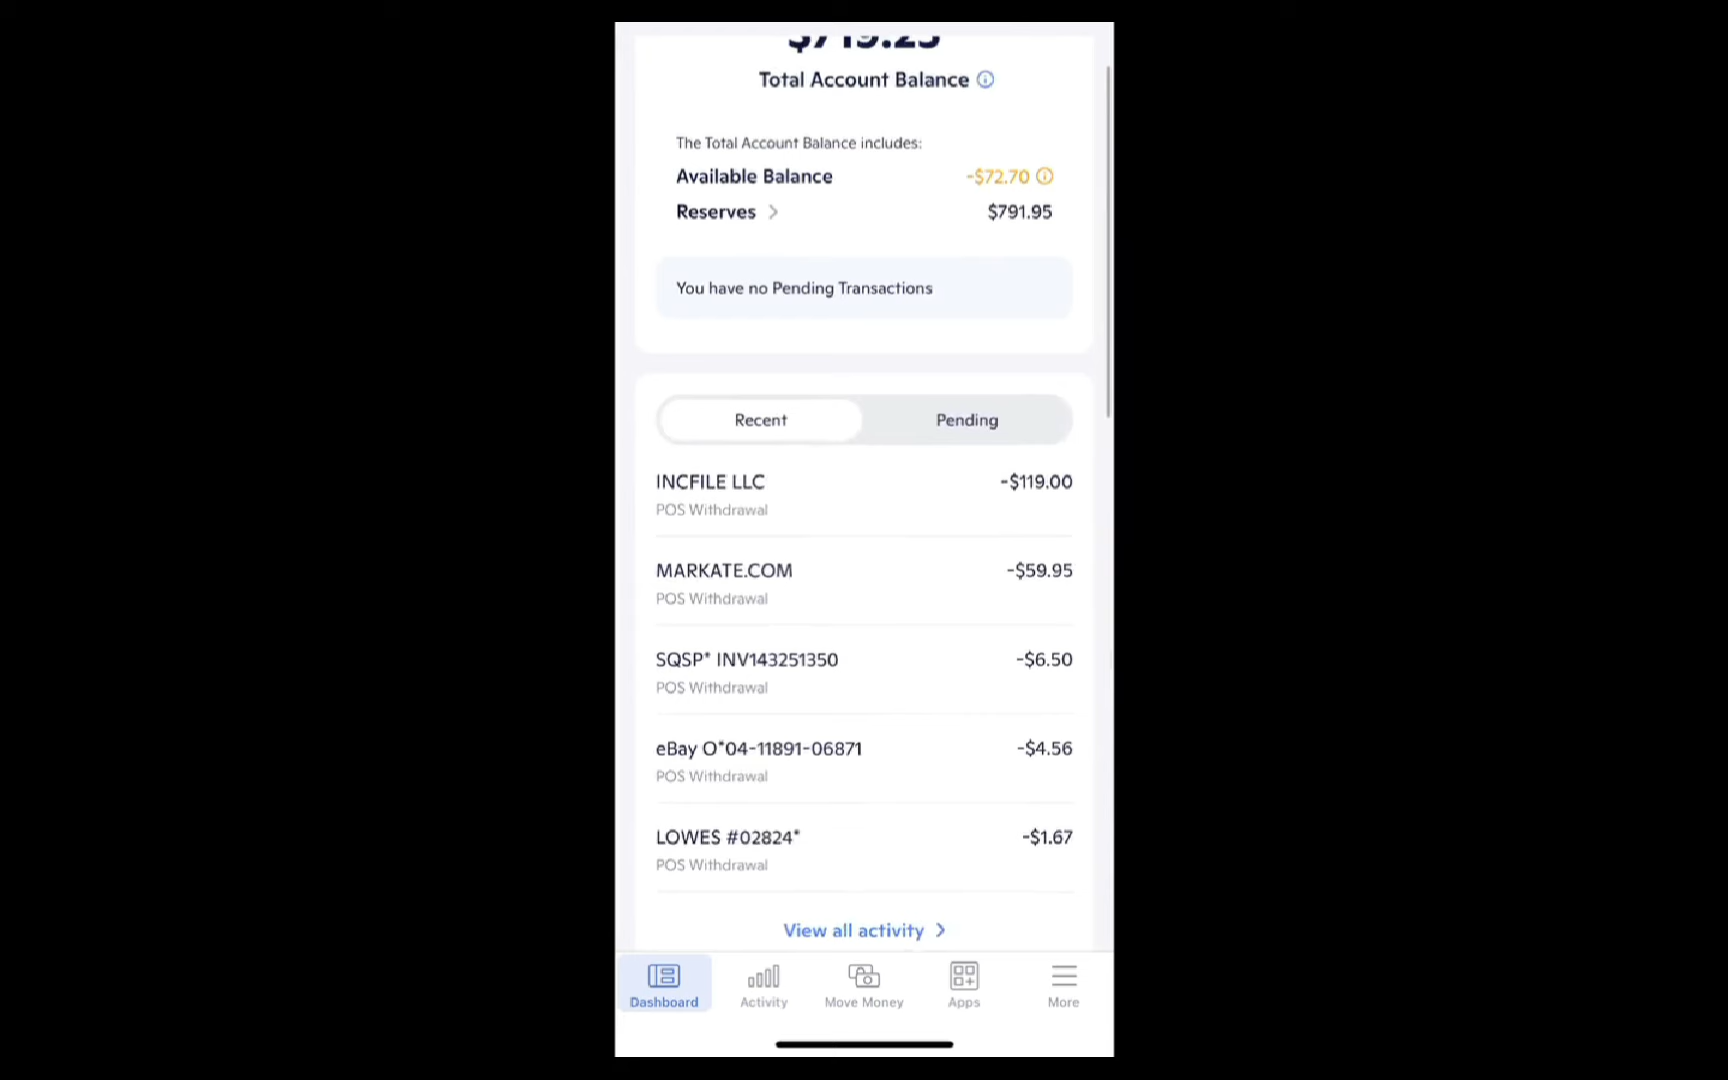 $719.25
Total Account Balance
The Total Account Balance includes:
Available Balance -$72.70
Reserves > $791.95
You have no Pending Transactions
Recent Pending
INCFILE LLC -$119.00
POS Withdrawal
MARKATE.COM -$59.95
POS Withdrawal
SQSP* INV143251350 -$6.50
POS Withdrawal
eBay O*04-11891-06871 -$4.56
POS Withdrawal
LOWES #02824* -$1.67
POS Withdrawal
View all activity >
Dashboard Activity Move Money Apps More